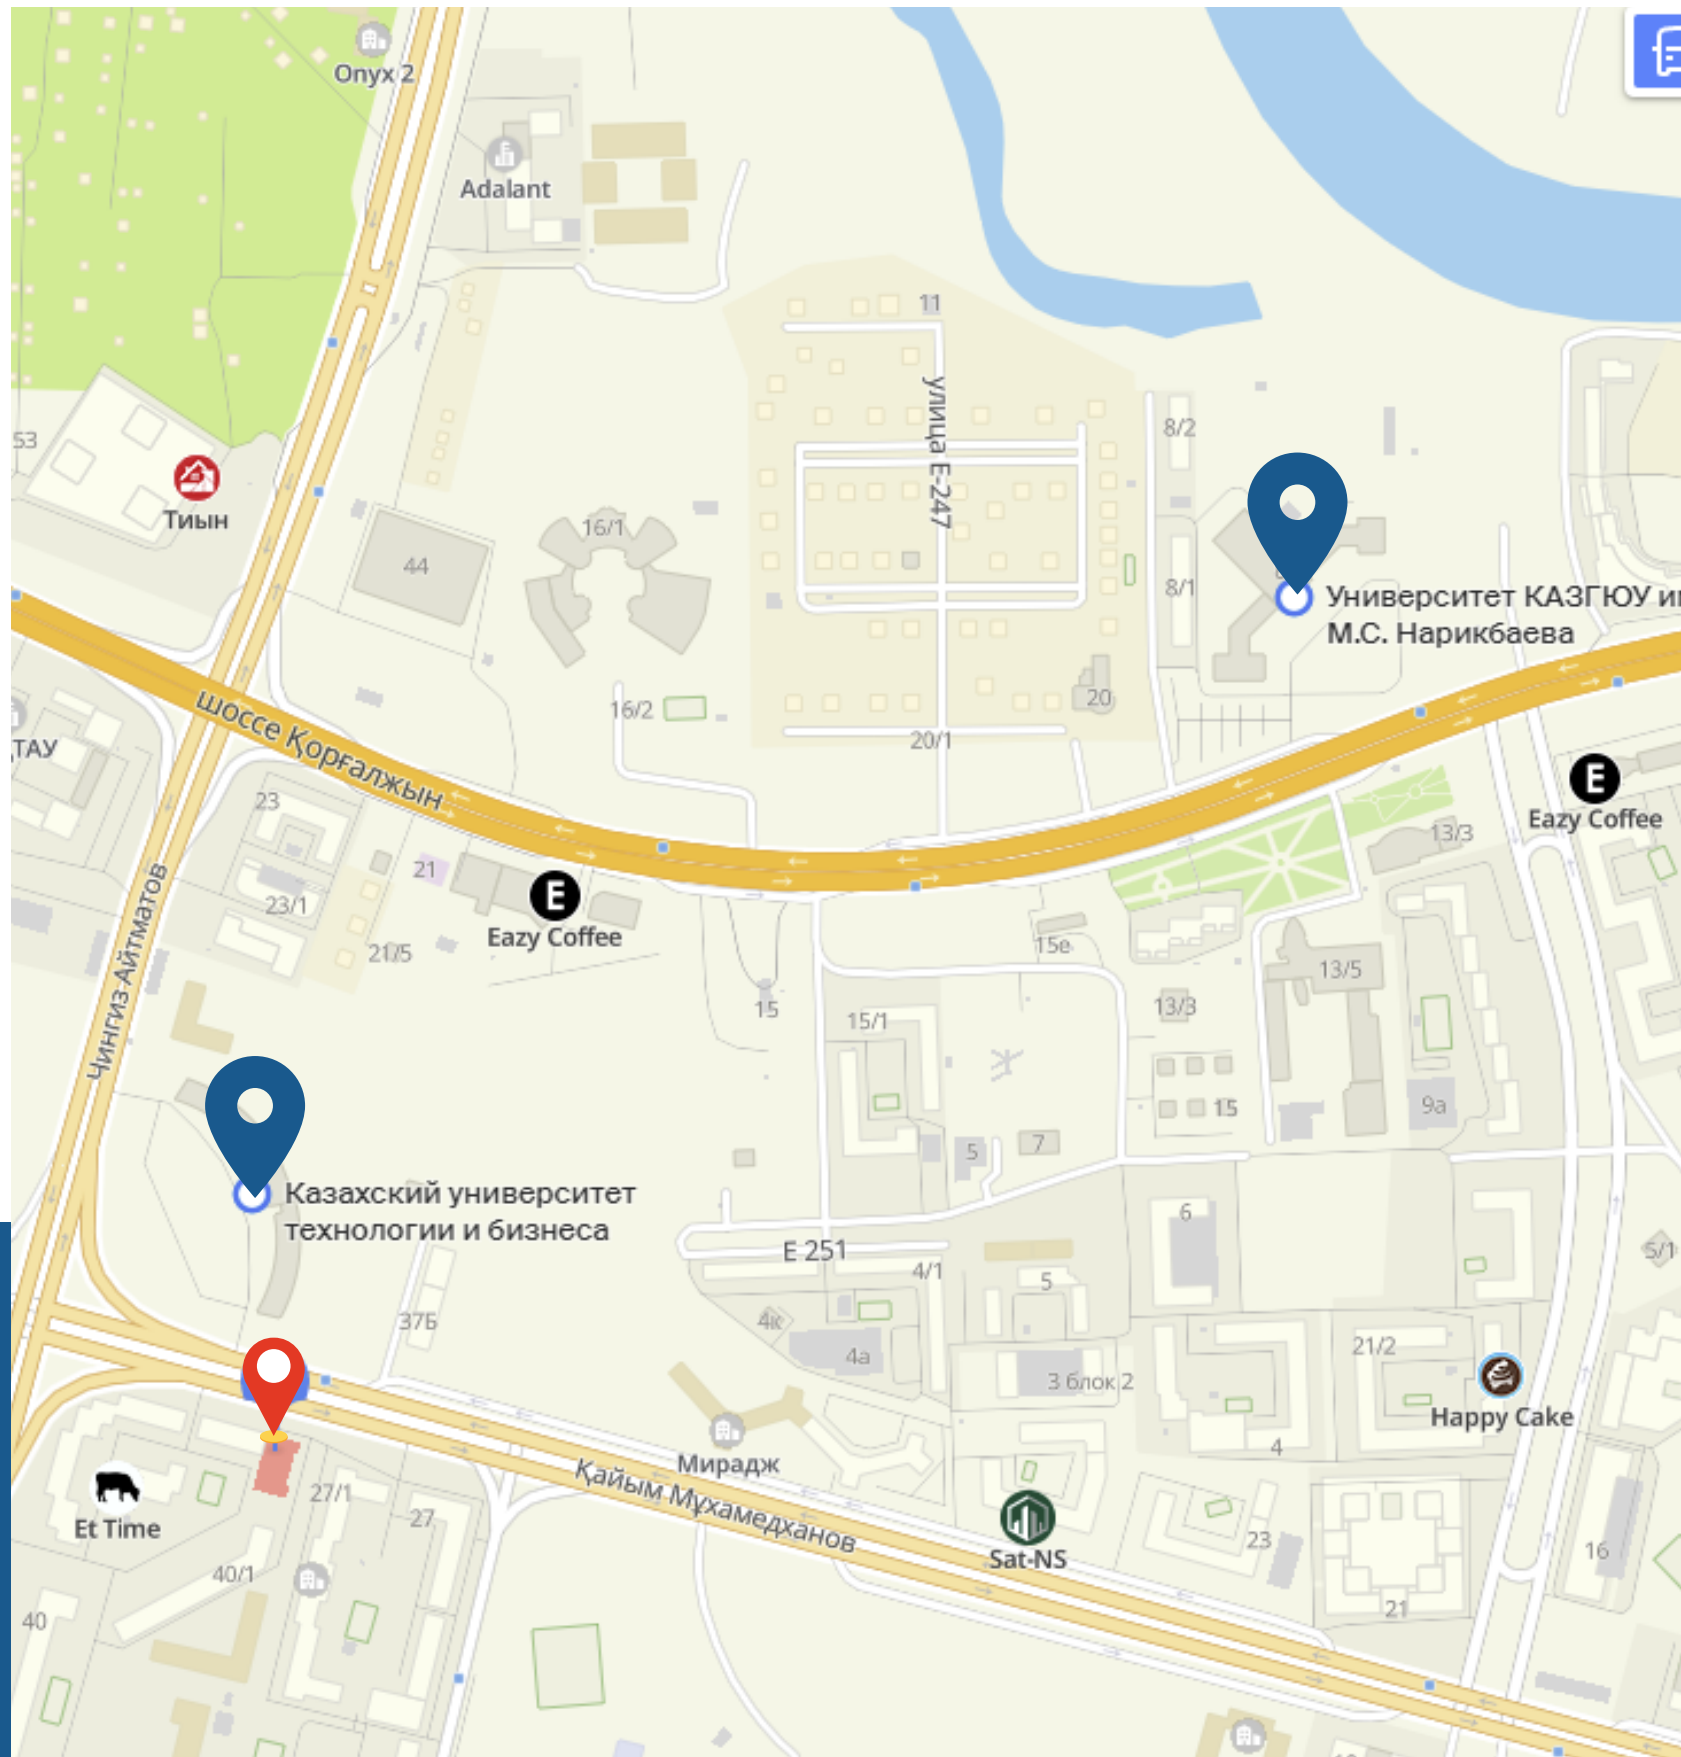 Onyx 2
Adalant
11
улица Е-247
53
8/2
Тиын
16/1
44
8/1
Университет КАЗГЮУ
М.С. Нарикбаева
шоссе Қорғалжын
16/2
20
20/1
ТАУ
23
Eazy Coffee
13/3
21
23/1
Eazy Coffee
21/5
15е
Чингиз Айтматов
13/5
15
15/1
13/3
15
9а
5
7
Казахский университет
технологии и бизнеса
6
Е 251
4/1
5
5/1
37Б
4к
4а
21/2
3 блок 2
Happy Cake
4
Мирадж
Қайым Мұхамедханов
27/1
27
Et Time
Sat-NS
23
16
40/1
40
21